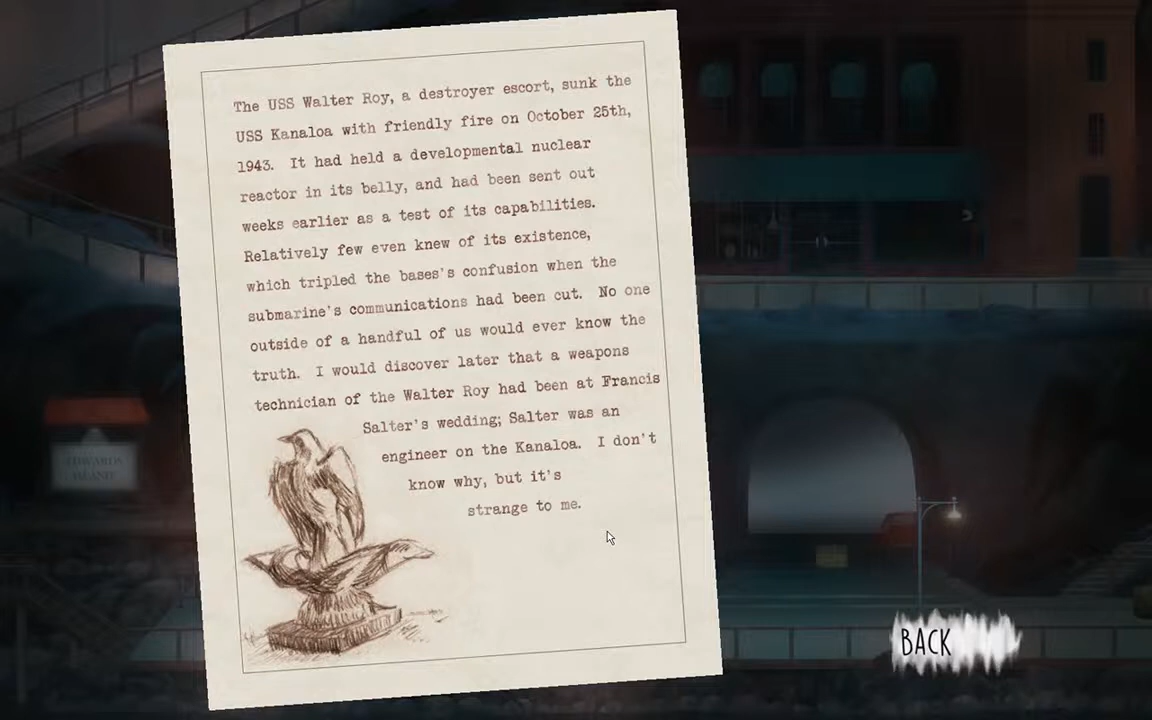 The USS Walter Roy, a destroyer escort, sunk the
USS Kanaloa with friendly fire on October 25th,
1943.  It had held a developmental nuclear
reactor in its belly, and had been sent out
weeks earlier as a test of its capabilities.
Relatively few even knew of its existence,
which tripled the bases's confusion when the
submarine's communications had been cut.  No one
outside of a handful of us would ever know the
truth.  I would discover later that a weapons
technician of the Walter Roy had been at Francis
Salter's wedding; Salter was an
engineer on the Kanaloa.  I don't
know why, but it's
strange to me.
EDWARDS
ISLAND
BACK